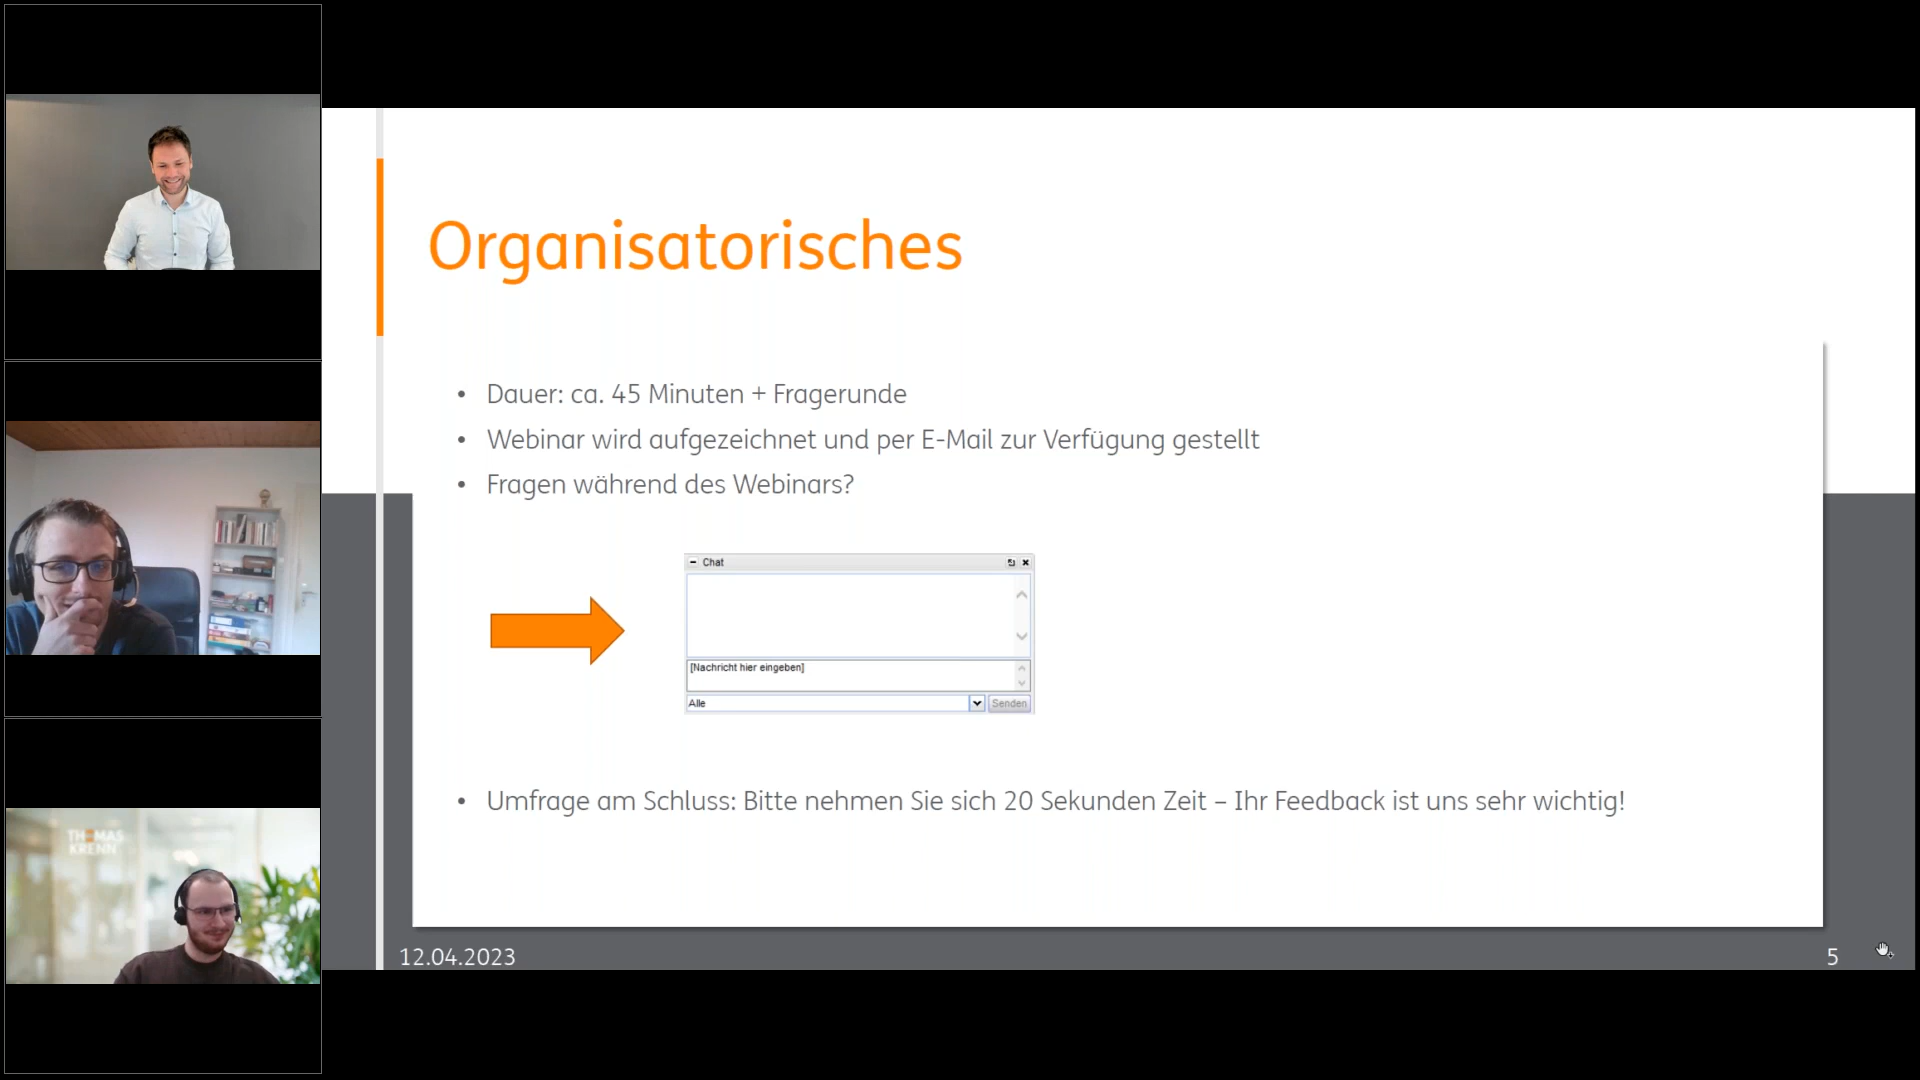 THOMAS
KRENN
Organisatorisches
• Dauer: ca. 45 Minuten + Fragerunde
• Webinar wird aufgezeichnet und per E-Mail zur Verfügung gestellt
• Fragen während des Webinars?
Chat
[Nachricht hier eingeben]
Alle
Senden
• Umfrage am Schluss: Bitte nehmen Sie sich 20 Sekunden Zeit – Ihr Feedback ist uns sehr wichtig!
12.04.2023
5